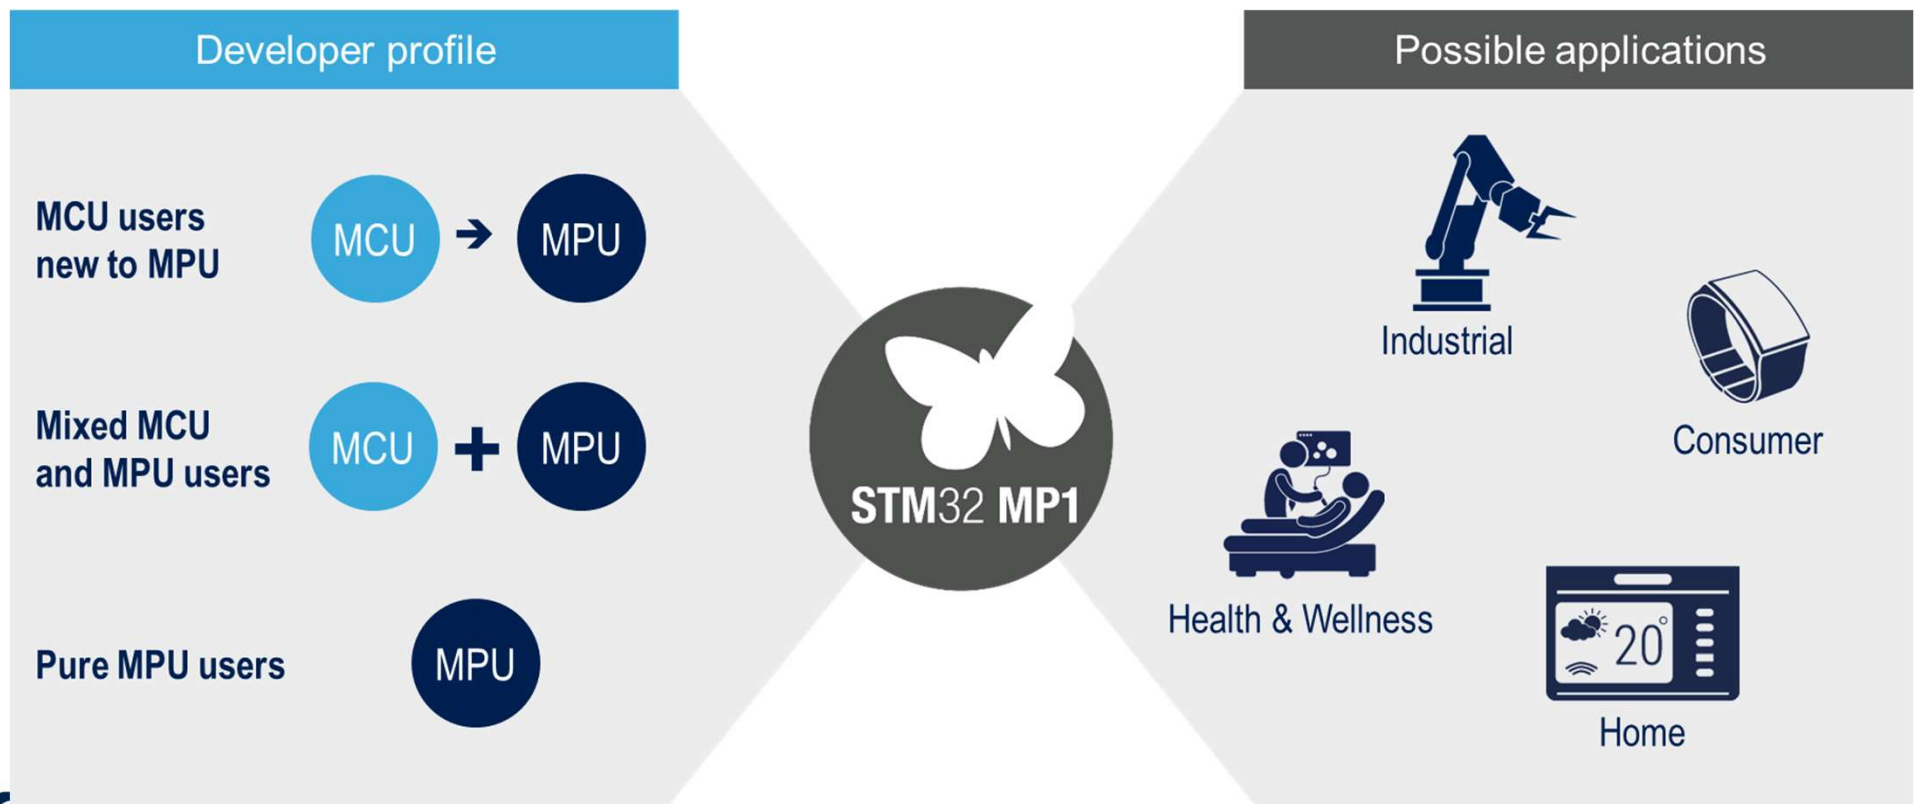 Developer profile
MCU users
new to MPU
MCU
MPU
Mixed MCU
and MPU users
MCU
MPU
Pure MPU users
MPU
STM32 MP1
Possible applications
Industrial
Consumer
Health & Wellness
20°
Home